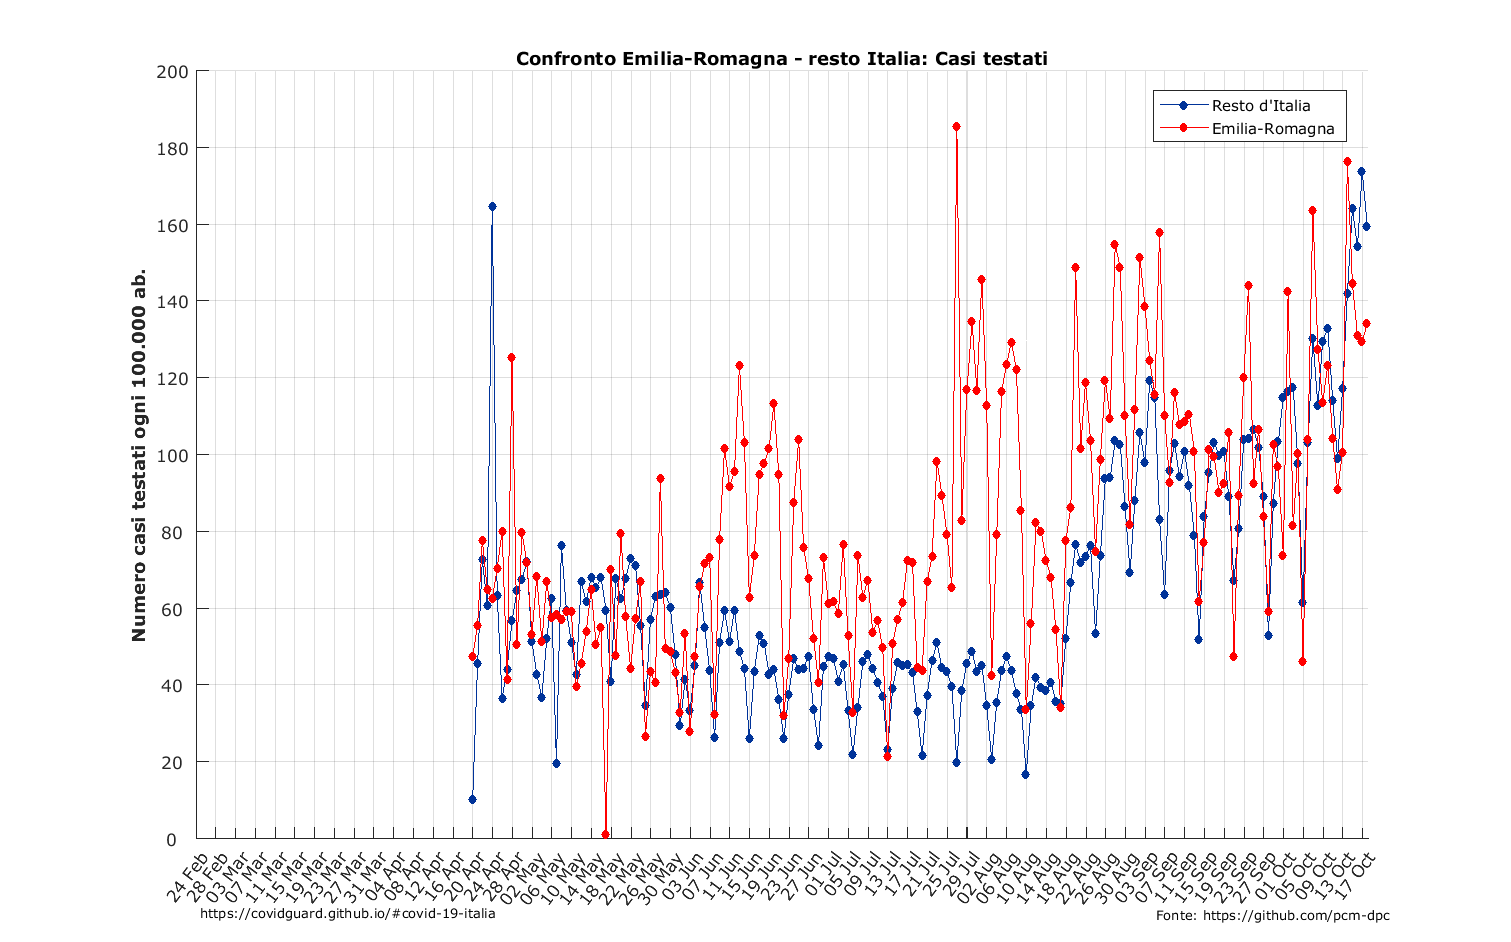 Confronto Emilia-Romagna - resto Italia: Casi testati
Resto d'Italia
Emilia-Romagna
Numero casi testati ogni 100.000 ab.
200
180
160
140
120
100
80
60
40
20
0
24 Feb
28 Feb
03 Mar
07 Mar
11 Mar
15 Mar
19 Mar
23 Mar
27 Mar
31 Mar
04 Apr
08 Apr
12 Apr
16 Apr
20 Apr
24 Apr
28 Apr
02 May
06 May
10 May
14 May
18 May
22 May
26 May
30 May
03 Jun
07 Jun
11 Jun
15 Jun
19 Jun
23 Jun
27 Jun
01 Jul
05 Jul
09 Jul
13 Jul
17 Jul
21 Jul
25 Jul
29 Jul
02 Aug
06 Aug
10 Aug
14 Aug
18 Aug
22 Aug
26 Aug
30 Aug
03 Sep
07 Sep
11 Sep
15 Sep
19 Sep
23 Sep
27 Sep
01 Oct
05 Oct
09 Oct
13 Oct
17 Oct
https://covidguard.github.io/#covid-19-italia
Fonte: https://github.com/pcm-dpc